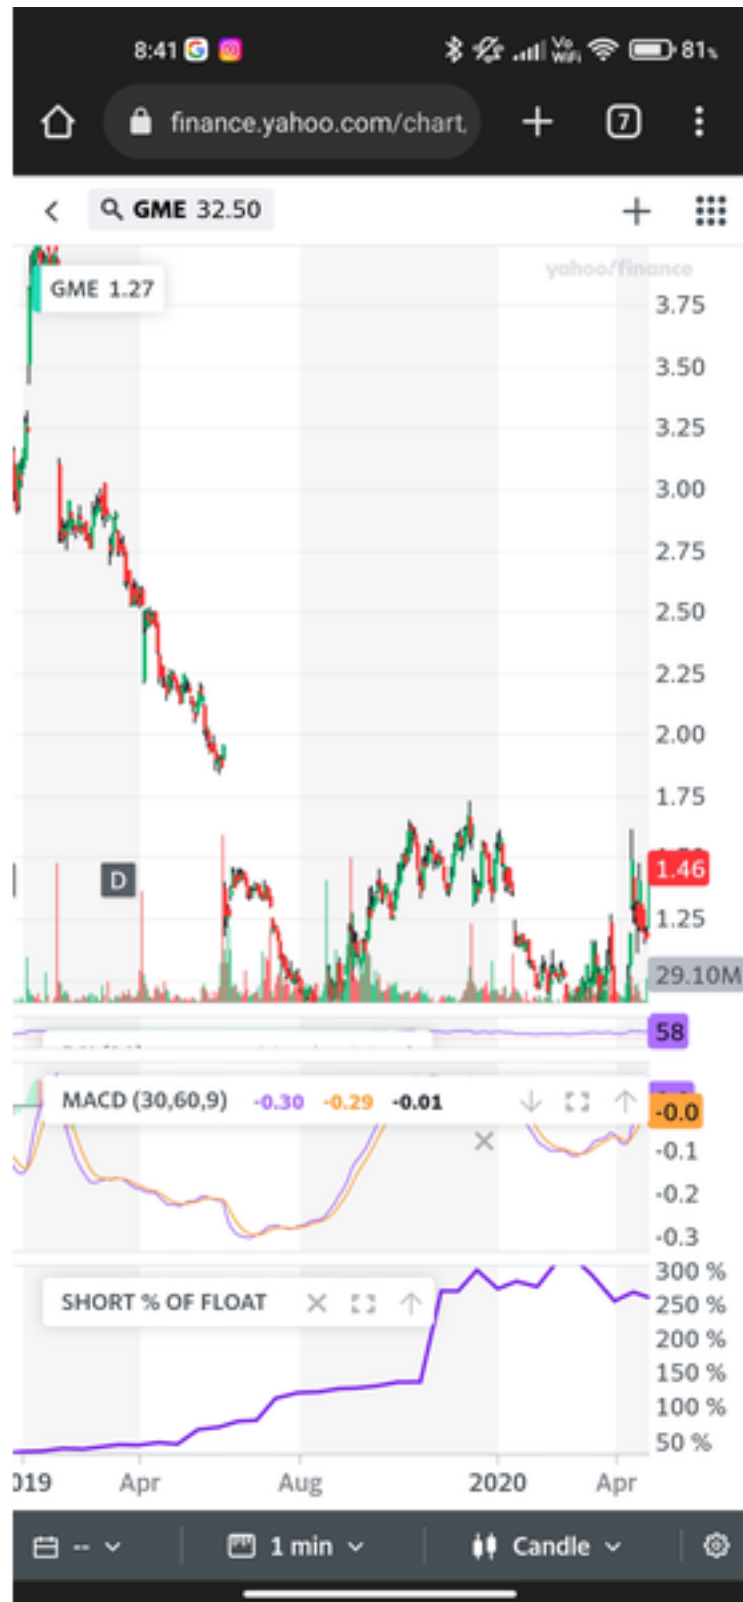 8:41 Vo WiFi 81%
finance.yahoo.com/chart, 7
GME 32.50
yahoo!finance
GME 1.27
3.75
3.50
3.25
3.00
2.75
2.50
2.25
2.00
1.75
1.46
D
1.25
29.10M
58
MACD (30,60,9) -0.30 -0.29 -0.01
-0.0
-0.1
-0.2
-0.3
300 %
SHORT % OF FLOAT
250 %
200 %
150 %
100 %
50 %
019 Apr Aug 2020 Apr
-- 1 min Candle